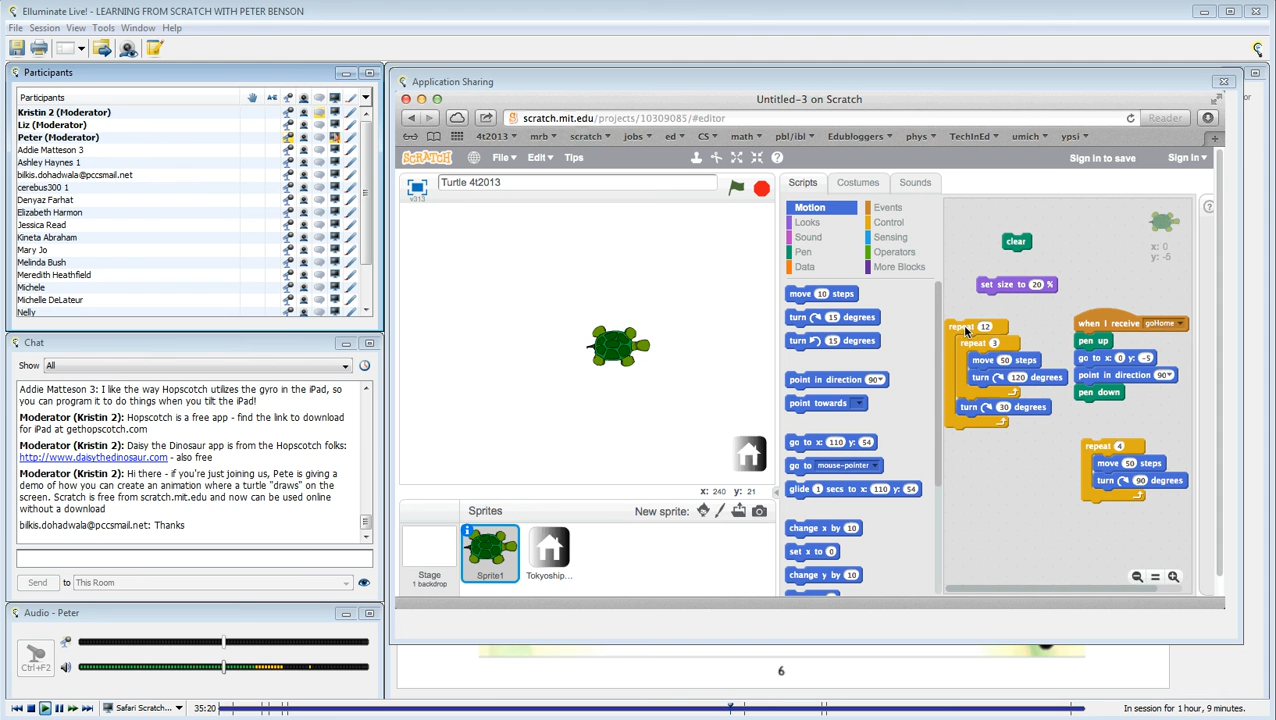 Elluminate Live! - LEARNING FROM SCRATCH WITH PETER BENSON
File Session View Tools Window Help
Participants
Participants
Kristin 2 (Moderator)
Liz (Moderator)
Peter (Moderator)
Addie Matteson 3
Ashley Haynes 1
bilkis.dohadwala@pccsmail.net
cerebus300 1
Denyaz Farhat
Elizabeth Harmon
Jessica Read
Kineta Abraham
Mary Jo
Melinda Bush
Meredith Heathfield
Michele
Michelle DeLateur
Nelly
Chat
Show All
Addie Matteson 3: I like the way Hopscotch utilizes the gyro in the iPad, so
you can program it to do things when you tilt the iPad!
Moderator (Kristin 2): Hopscotch is a free app - find the link to download
for iPad at gethopscotch.com
Moderator (Kristin 2): Daisy the Dinosaur app is from the Hopscotch folks:
http://www.daisythedinosaur.com - also free
Moderator (Kristin 2): Hi there - if you're just joining us, Pete is giving a
demo of how you can create an animation where a turtle "draws" on the
screen. Scratch is free from scratch.mit.edu and now can be used online
without a download
bilkis.dohadwala@pccsmail.net: Thanks
Send to This Room
Audio - Peter
Ctrl+F2
Application Sharing
Untitled-3 on Scratch
scratch.mit.edu/projects/10309085/#editor
Reader
4t2013 mrb scratch jobs ed CS math pbl/ibl Edubloggers phys TechInEd umich ypsi
SCRATCH File Edit Tips Sign in to save Sign in
Turtle 4t2013
v313
x: 240 y: 21
Sprites New sprite:
Stage
1 backdrop
Sprite1
Tokyoship...
Scripts Costumes Sounds
Motion Events
Looks Control
Sound Sensing
Pen Operators
Data More Blocks
move 10 steps
turn 15 degrees
turn 15 degrees
point in direction 90
point towards
go to x: 110 y: 54
go to mouse-pointer
glide 1 secs to x: 110 y: 54
change x by 10
set x to 0
change y by 10
x: 0
y: -5
clear
set size to 20 %
repeat 12
repeat 3
move 50 steps
turn 120 degrees
turn 30 degrees
when I receive goHome
pen up
go to x: 0 y: -5
point in direction 90
pen down
repeat 4
move 50 steps
turn 90 degrees
6
Safari Scratch... 35:20 In session for 1 hour, 9 minutes.